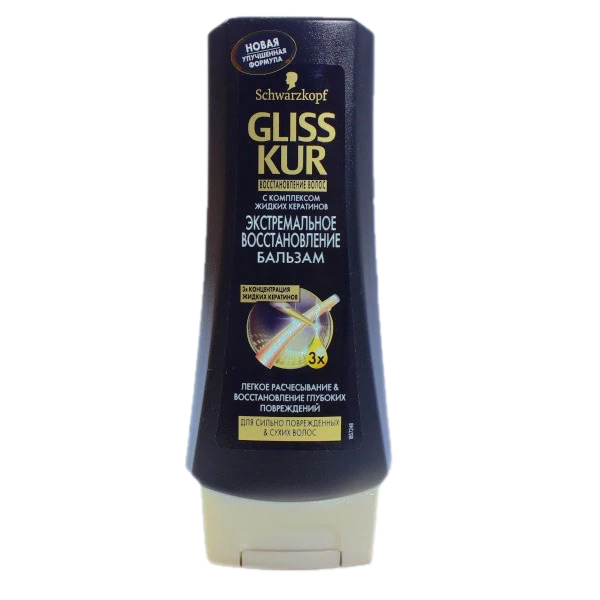 НОВАЯ
УЛУЧШЕННАЯ
ФОРМУЛА
Schwarzkopf
GLISS
KUR
ВОССТАНОВЛЕНИЕ ВОЛОС
С КОМПЛЕКСОМ
ЖИДКИХ КЕРАТИНОВ
ЭКСТРЕМАЛЬНОЕ
ВОССТАНОВЛЕНИЕ
БАЛЬЗАМ
3х КОНЦЕНТРАЦИЯ
ЖИДКИХ КЕРАТИНОВ
3x
ЛЕГКОЕ РАСЧЕСЫВАНИЕ &
ВОССТАНОВЛЕНИЕ ГЛУБОКИХ
ПОВРЕЖДЕНИЙ
ДЛЯ СИЛЬНО ПОВРЕЖДЕННЫХ
& СУХИХ ВОЛОС